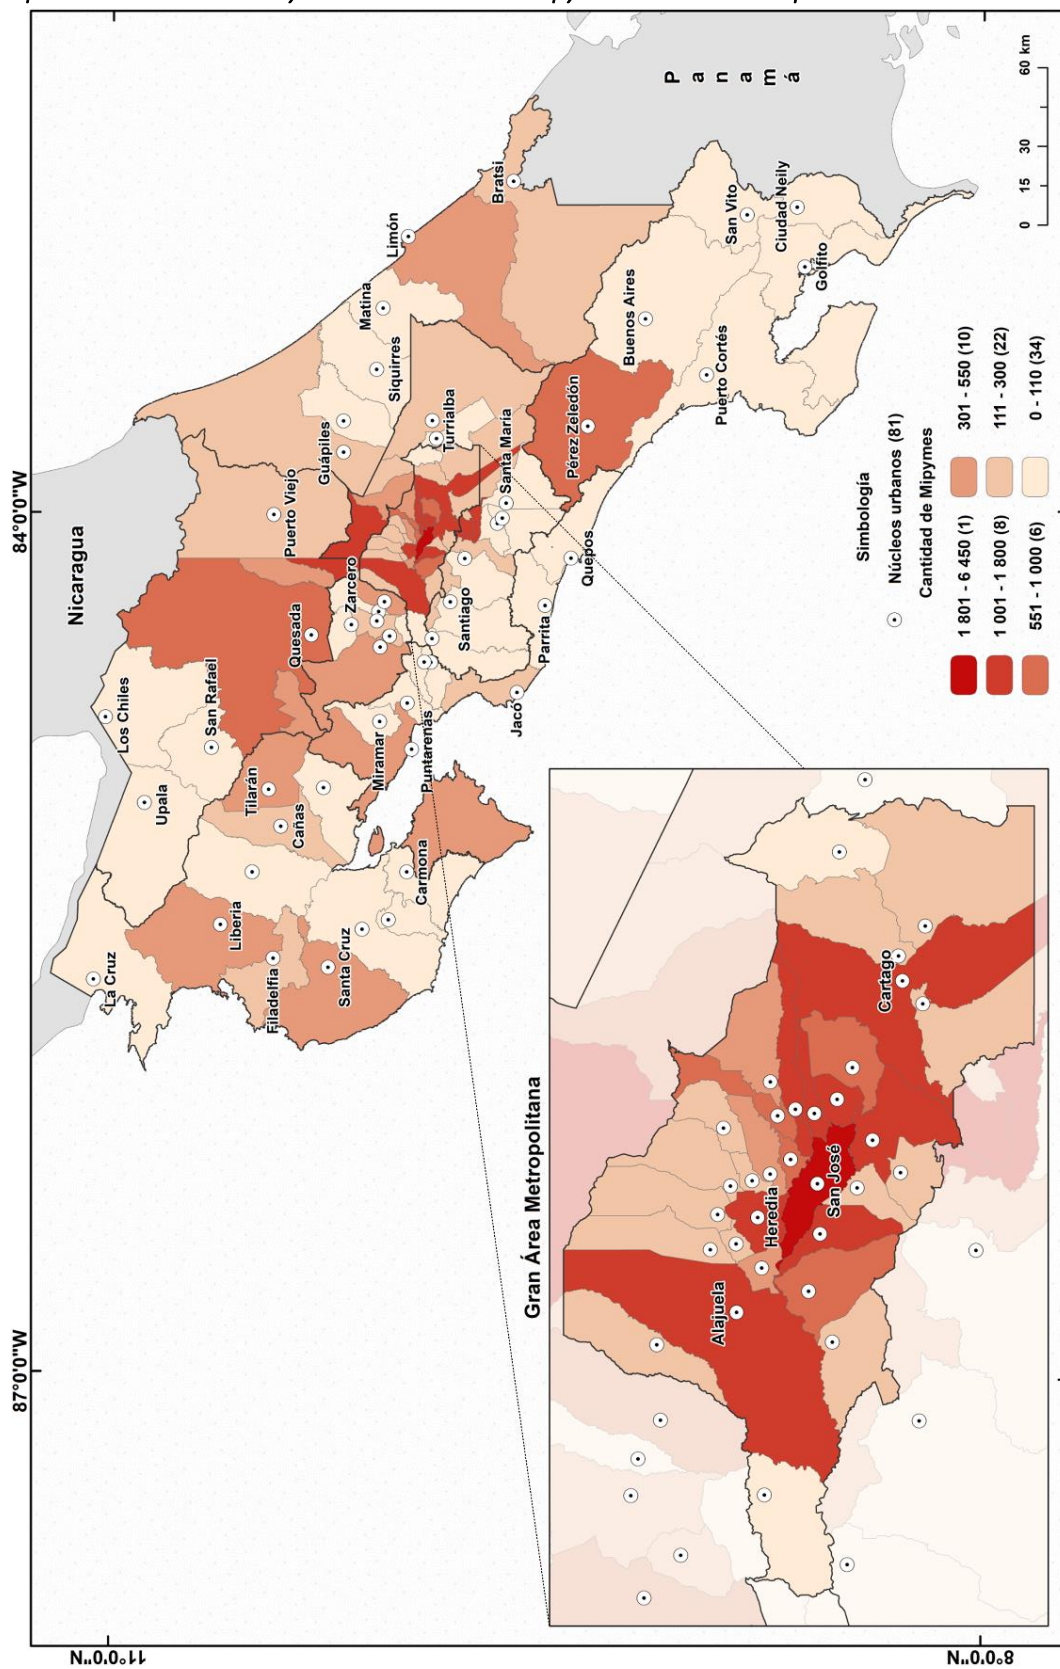 87°0'0"W
84°0'0"W
11°0'0"N
8°0'0"N
Nicaragua
P a n a m á
La Cruz
Los Chiles
Upala
San Rafael
Liberia
Filadelfia
Santa Cruz
Carmona
Cañas
Tilarán
Miramar
Puntarenas
Quesada
Zarcero
Puerto Viejo
Guápiles
Siquirres
Matina
Limón
Bratsi
Turrialba
Santa María
Santiago
Jacó
Parrita
Quepos
Pérez Zeledón
Buenos Aires
Puerto Cortés
San Vito
Ciudad Neily
Golfito
Gran Área Metropolitana
Alajuela
Heredia
San José
Cartago
Simbología
Núcleos urbanos (81)
Cantidad de Mipymes
1 801 - 6 450 (1)
1 001 - 1 800 (8)
551 - 1 000 (6)
301 - 550 (10)
111 - 300 (22)
0 - 110 (34)
0 15 30 60 km